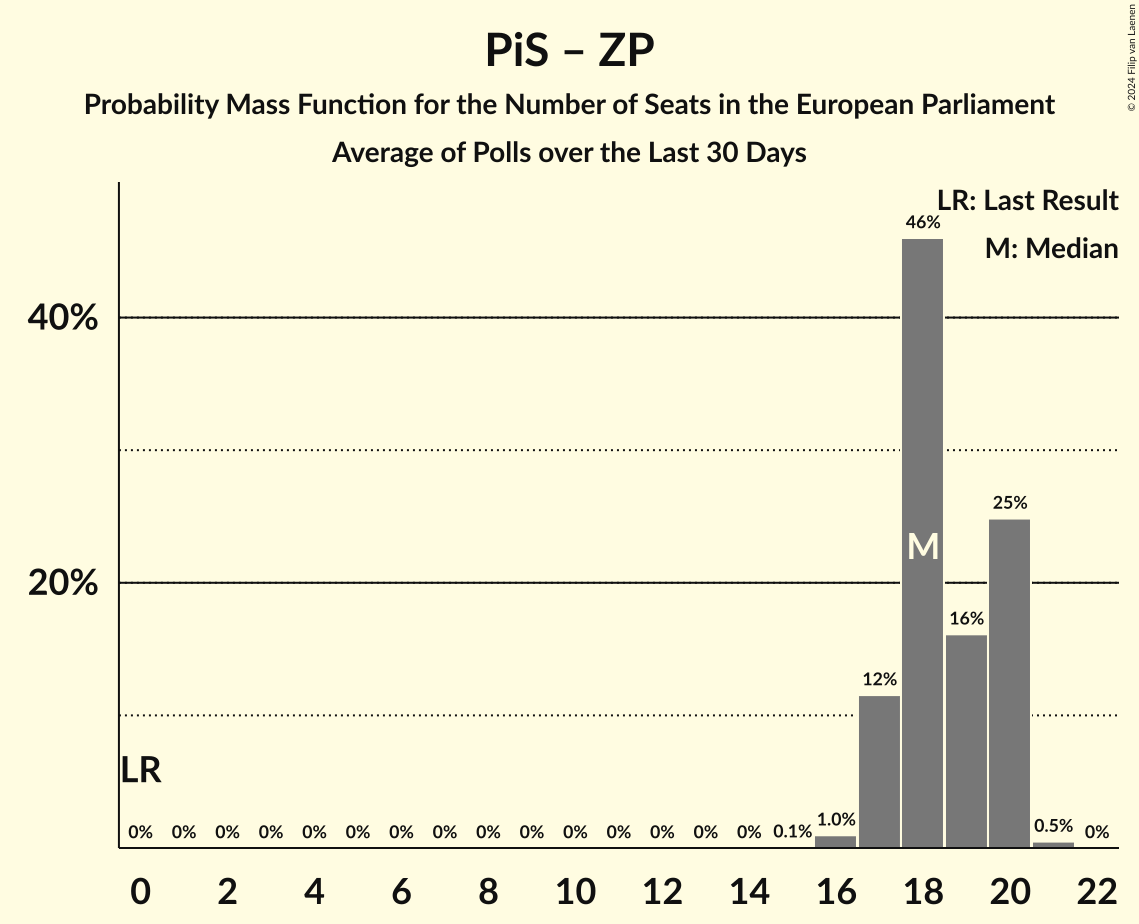 PiS – ZP
Probability Mass Function for the Number of Seats in the European Parliament
Average of Polls over the Last 30 Days
© 2024 Filip van Laenen
LR: Last Result
M: Median
46%
40%
25%
M
20%
16%
12%
LR
0% 0% 0% 0% 0% 0% 0% 0% 0% 0% 0% 0% 0% 0% 0% 0.1% 1.0% 0.5% 0%
0 2 4 6 8 10 12 14 16 18 20 22